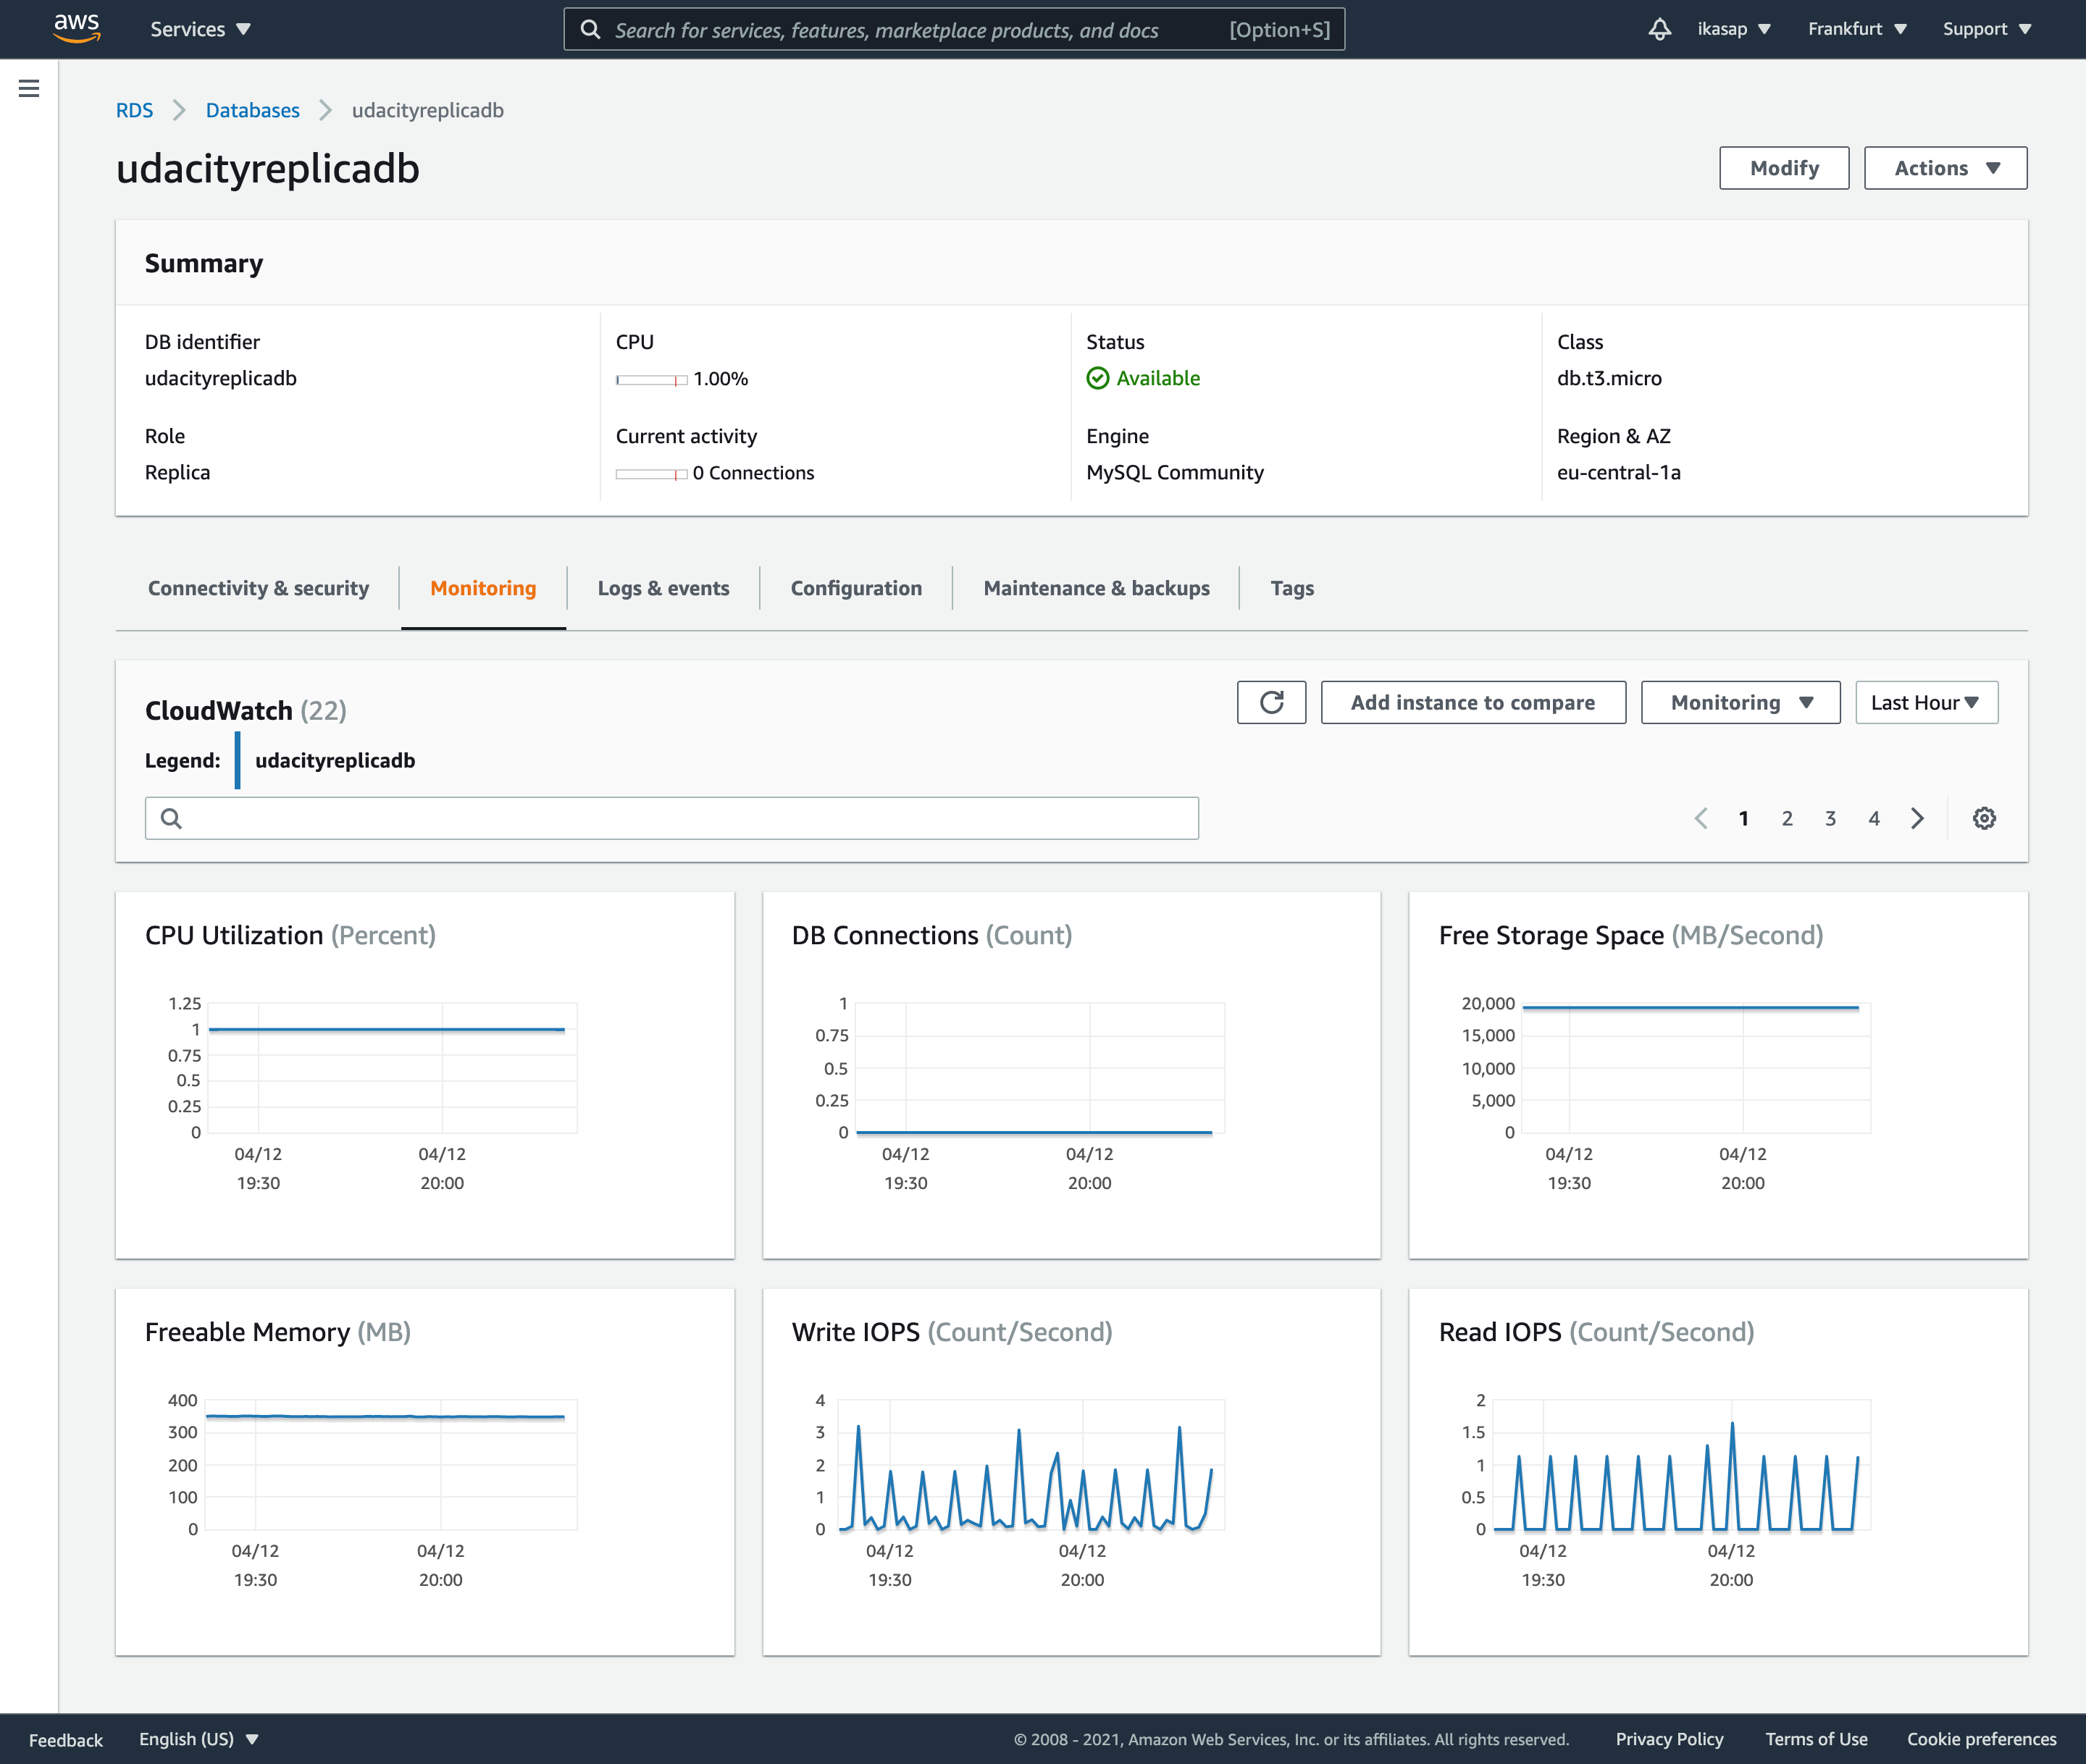 aws Services Search for services, features, marketplace products, and docs [Option+S] ikasap Frankfurt Support
RDS Databases udacityreplicadb
udacityreplicadb
Modify Actions
Summary
DB identifier CPU Status Class
udacityreplicadb 1.00% Available db.t3.micro
Role Current activity Engine Region & AZ
Replica 0 Connections MySQL Community eu-central-1a
Connectivity & security Monitoring Logs & events Configuration Maintenance & backups Tags
CloudWatch (22) Add instance to compare Monitoring Last Hour
Legend: udacityreplicadb
1 2 3 4
CPU Utilization (Percent)
1.25
1
0.75
0.5
0.25
0
04/12 04/12
19:30 20:00
DB Connections (Count)
1
0.75
0.5
0.25
0
04/12 04/12
19:30 20:00
Free Storage Space (MB/Second)
20,000
15,000
10,000
5,000
0
04/12 04/12
19:30 20:00
Freeable Memory (MB)
400
300
200
100
0
04/12 04/12
19:30 20:00
Write IOPS (Count/Second)
4
3
2
1
0
04/12 04/12
19:30 20:00
Read IOPS (Count/Second)
2
1.5
1
0.5
0
04/12 04/12
19:30 20:00
Feedback English (US) © 2008 - 2021, Amazon Web Services, Inc. or its affiliates. All rights reserved. Privacy Policy Terms of Use Cookie preferences